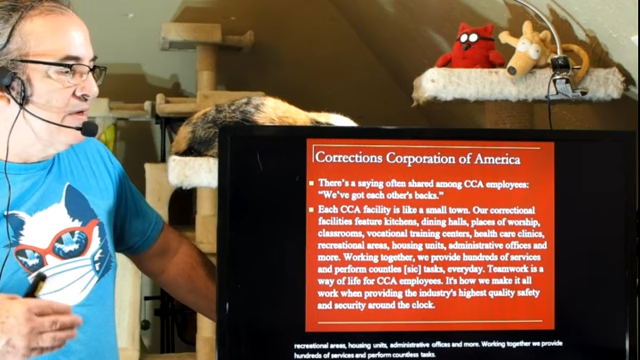 Corrections Corporation of America
There's a saying often shared among CCA employees:
"We've got each other's backs."
Each CCA facility is like a small town. Our correctional
facilities feature kitchens, dining halls, places of worship,
classrooms, vocational training centers, health care clinics,
recreational areas, housing units, administrative offices and
more. Working together, we provide hundreds of services
and perform countles [sic] tasks, everyday. Teamwork is a
way of life for CCA employees. It's how we make it all
work when providing the industry's highest quality safety
and security around the clock.
recreational areas, housing units, administrative offices and more. Working together we provide
hundreds of services and perform countless tasks.